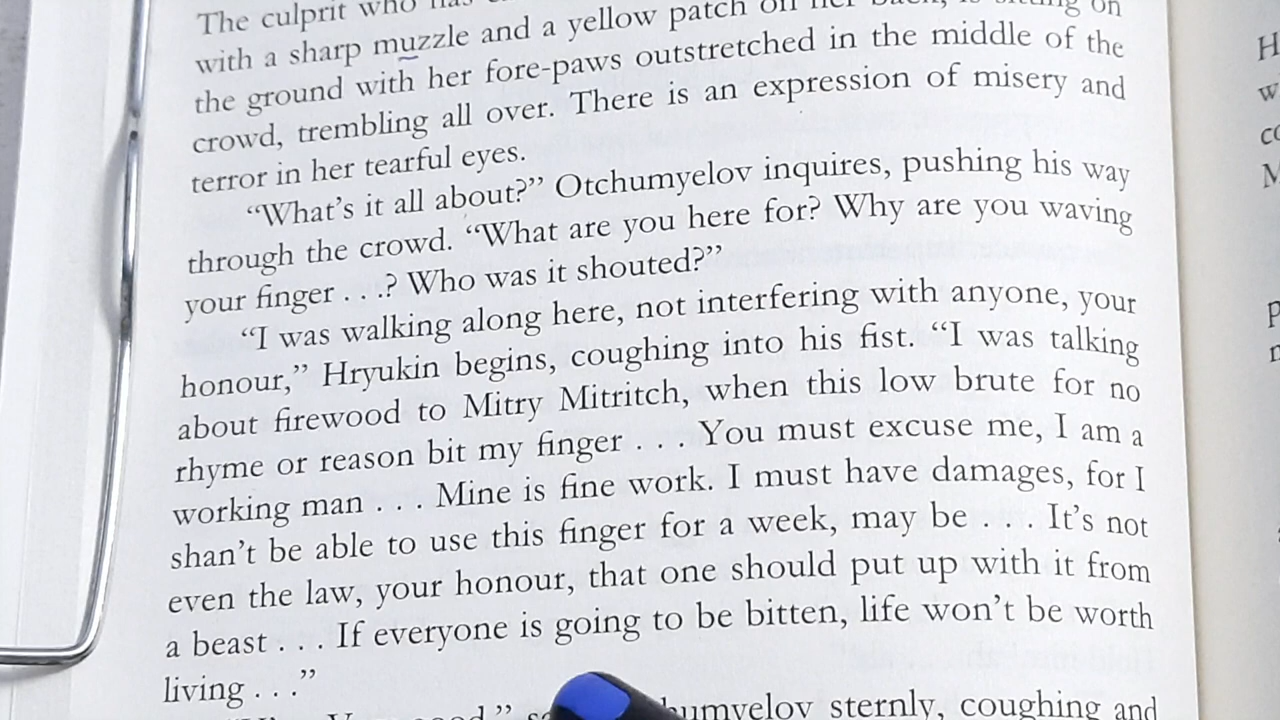 The culprit who has
with a sharp muzzle and a yellow patch on her back, is sitting on
the ground with her fore-paws outstretched in the middle of the
crowd, trembling all over. There is an expression of misery and
terror in her tearful eyes.
“What’s it all about?” Otchumyelov inquires, pushing his way
through the crowd. “What are you here for? Why are you waving
your finger . . .? Who was it shouted?”
“I was walking along here, not interfering with anyone, your
honour,” Hryukin begins, coughing into his fist. “I was talking
about firewood to Mitry Mitritch, when this low brute for no
rhyme or reason bit my finger . . . You must excuse me, I am a
working man . . . Mine is fine work. I must have damages, for I
shan’t be able to use this finger for a week, may be . . . It’s not
even the law, your honour, that one should put up with it from
a beast . . . If everyone is going to be bitten, life won’t be worth
living . . .”
sternly, coughing and